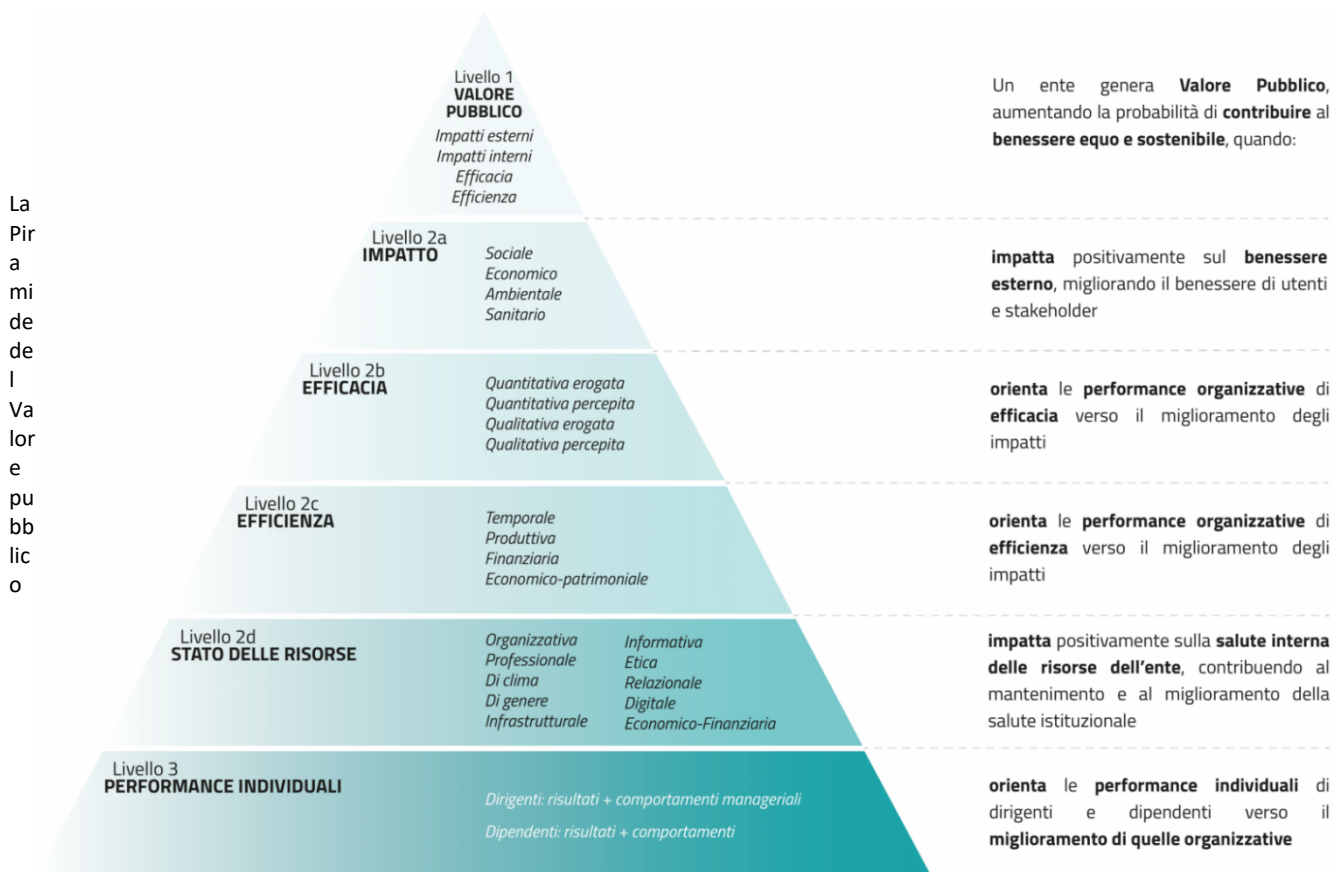 La
Pir
a
mi
de
de
l
Va
lor
e
pu
bb
lic
o
Livello 1
VALORE
PUBBLICO
Impatti esterni
Impatti interni
Efficacia
Efficienza
Un ente genera Valore Pubblico,
aumentando la probabilità di contribuire al
benessere equo e sostenibile, quando:
Livello 2a
IMPATTO
Sociale
Economico
Ambientale
Sanitario
impatta positivamente sul benessere
esterno, migliorando il benessere di utenti
e stakeholder
Livello 2b
EFFICACIA
Quantitativa erogata
Quantitativa percepita
Qualitativa erogata
Qualitativa percepita
orienta le performance organizzative di
efficacia verso il miglioramento degli
impatti
Livello 2c
EFFICIENZA
Temporale
Produttiva
Finanziaria
Economico-patrimoniale
orienta le performance organizzative di
efficienza verso il miglioramento degli
impatti
Livello 2d
STATO DELLE RISORSE
Organizzativa
Professionale
Di clima
Di genere
Infrastrutturale
Informativa
Etica
Relazionale
Digitale
Economico-Finanziaria
impatta positivamente sulla salute interna
delle risorse dell'ente, contribuendo al
mantenimento e al miglioramento della
salute istituzionale
Livello 3
PERFORMANCE INDIVIDUALI
Dirigenti: risultati + comportamenti manageriali
Dipendenti: risultati + comportamenti
orienta le performance individuali di
dirigenti e dipendenti verso il
miglioramento di quelle organizzative